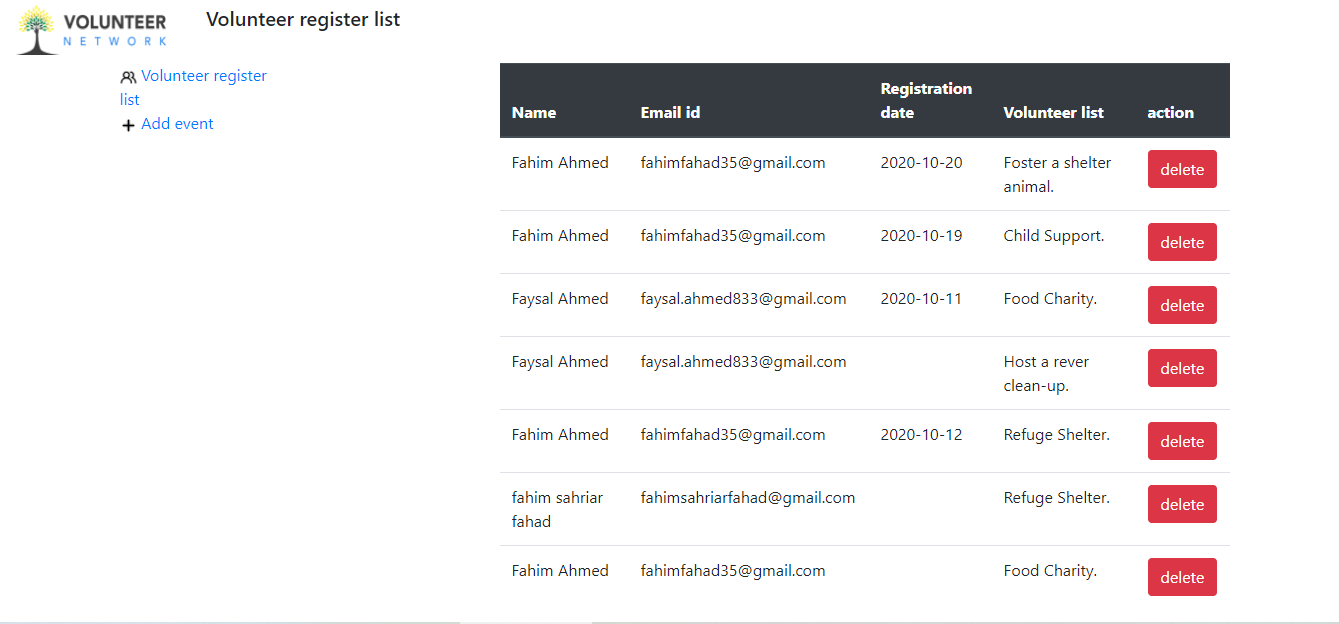 VOLUNTEER
NETWORK
Volunteer register list
Volunteer register
list
Add event
Name Email id Registration date Volunteer list action
Fahim Ahmed fahimfahad35@gmail.com 2020-10-20 Foster a shelter animal. delete
Fahim Ahmed fahimfahad35@gmail.com 2020-10-19 Child Support. delete
Faysal Ahmed faysal.ahmed833@gmail.com 2020-10-11 Food Charity. delete
Faysal Ahmed faysal.ahmed833@gmail.com Host a rever clean-up. delete
Fahim Ahmed fahimfahad35@gmail.com 2020-10-12 Refuge Shelter. delete
fahim sahriar fahad fahimsahriarfahad@gmail.com Refuge Shelter. delete
Fahim Ahmed fahimfahad35@gmail.com Food Charity. delete